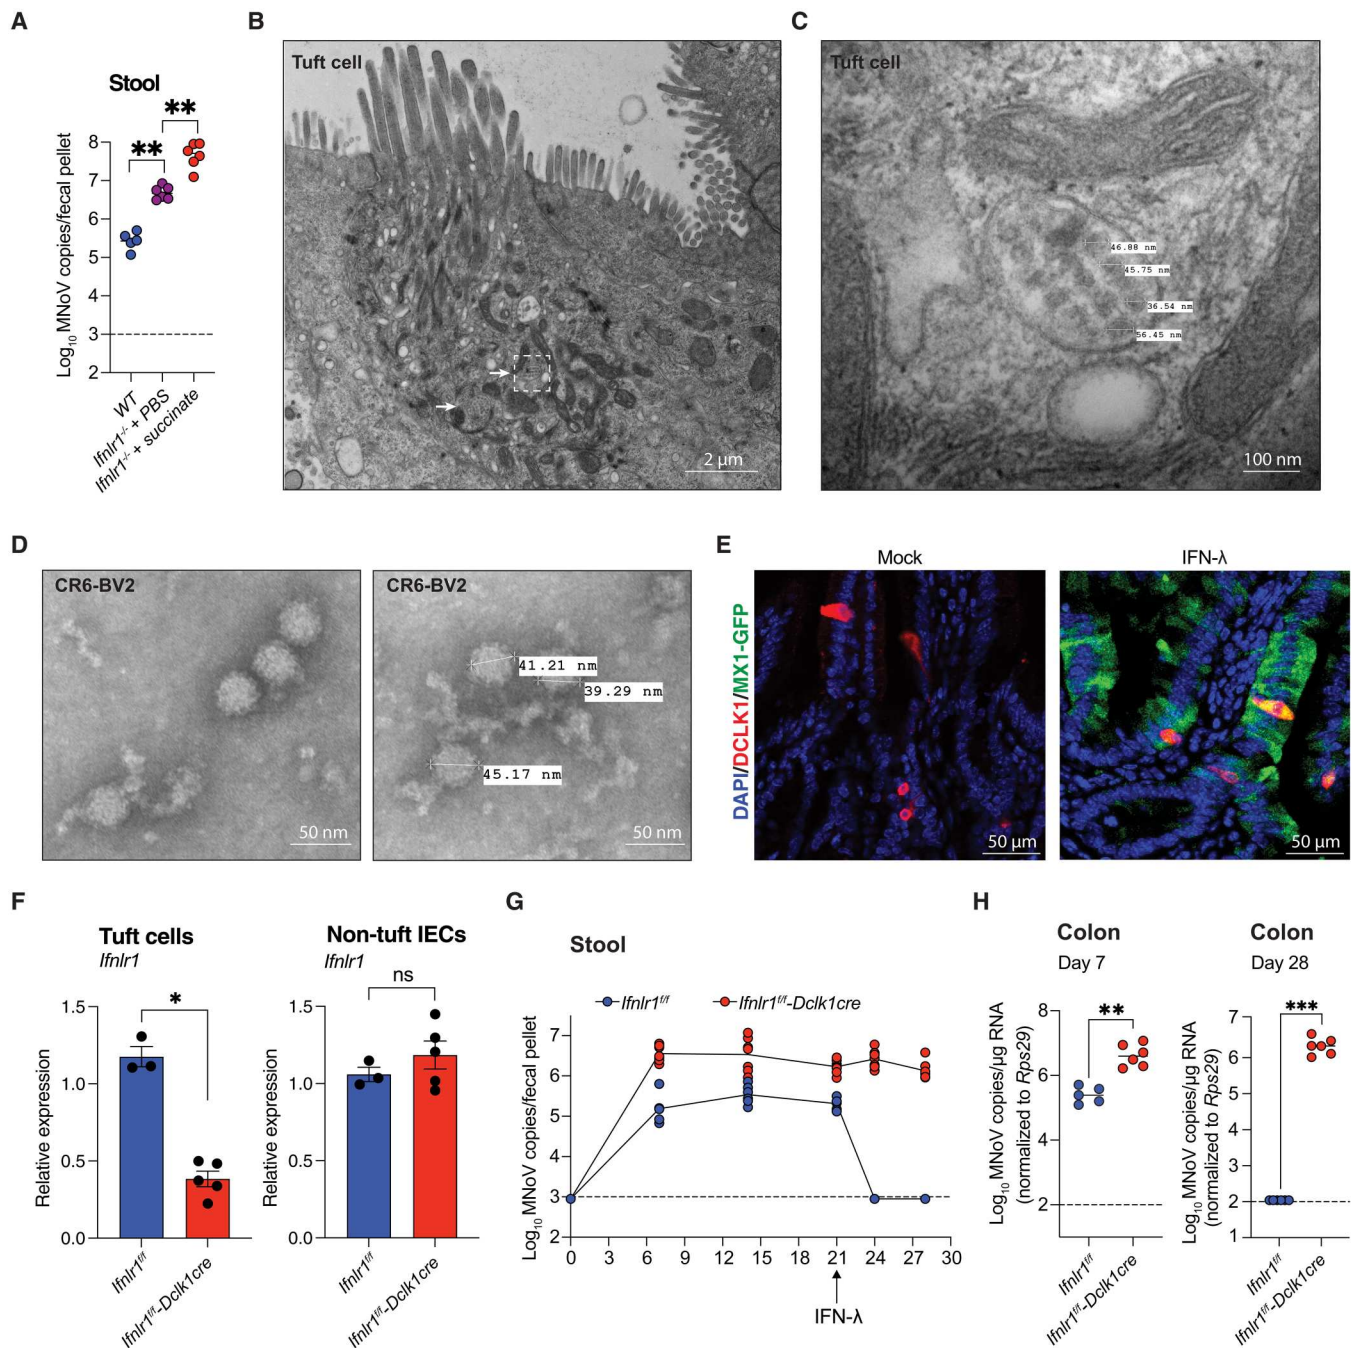 A
Stool
** **
Log10 MNoV copies/fecal pellet
8
7
6
5
4
3
2
WT
Ifnlr1-/- + PBS
Ifnlr1-/- + succinate
B
Tuft cell
2 µm
C
Tuft cell
46.88 nm
45.75 nm
36.54 nm
56.45 nm
100 nm
D
CR6-BV2
50 nm
CR6-BV2
41.21 nm
39.29 nm
45.17 nm
50 nm
E
DAPI/DCLK1/MX1-GFP
Mock
50 µm
IFN-λ
50 µm
F
Tuft cells
Ifnlr1
*
Relative expression
1.5
1.0
0.5
0.0
Ifnlr1f/f
Ifnlr1f/f-Dclk1cre
Non-tuft IECs
Ifnlr1
ns
Relative expression
1.5
1.0
0.5
0.0
Ifnlr1f/f
Ifnlr1f/f-Dclk1cre
G
Stool
Ifnlr1f/f Ifnlr1f/f-Dclk1cre
Log10 MNoV copies/fecal pellet
7
6
5
4
3
2
0 3 6 9 12 15 18 21 24 27 30
IFN-λ
H
Colon
Day 7
**
Log10 MNoV copies/µg RNA
(normalized to Rps29)
8
6
4
2
Ifnlr1f/f
Ifnlr1f/f-Dclk1cre
Colon
Day 28
***
Log10 MNoV copies/µg RNA
(normalized to Rps29)
7
6
5
4
3
2
1
Ifnlr1f/f
Ifnlr1f/f-Dclk1cre